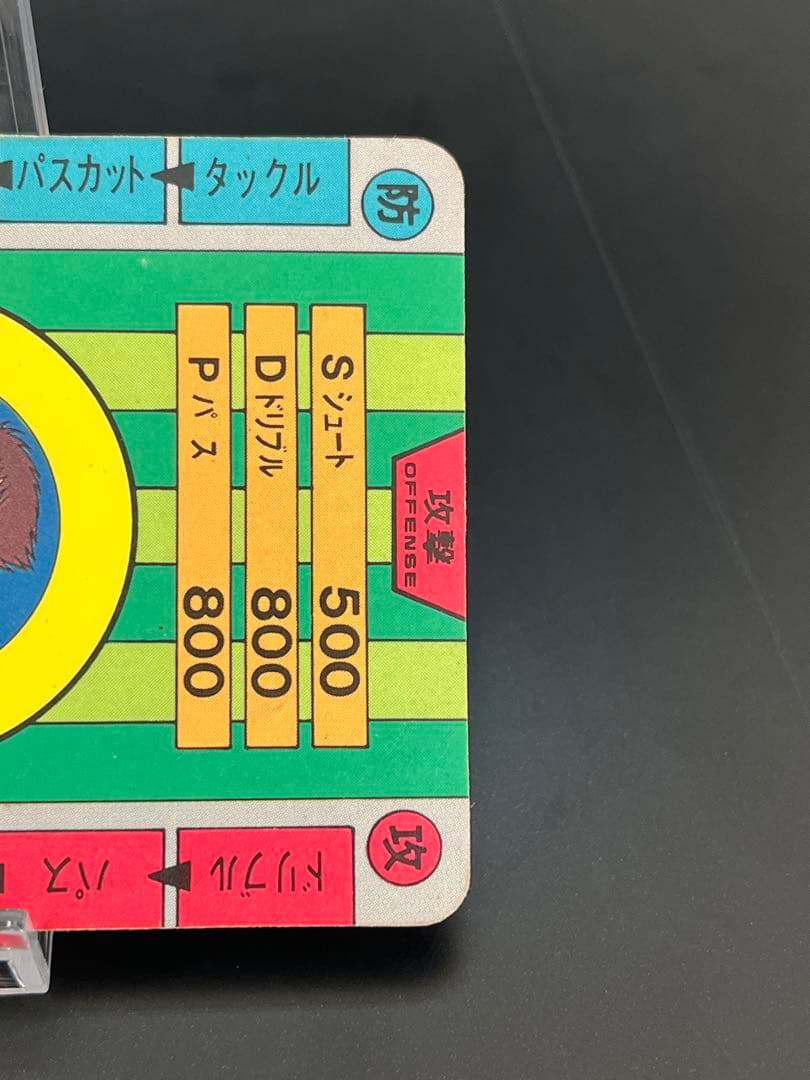 防
タックル
パスカット
攻撃
OFFENSE
Sシュート 500
Dドリブル 800
Pパス 800
攻
ドリブル
パス